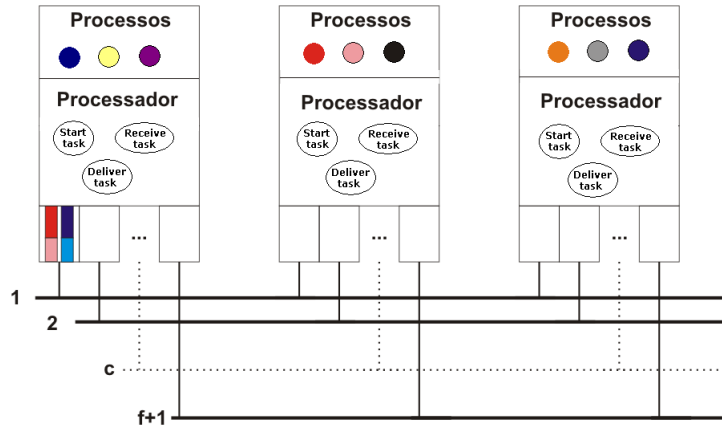 Processos Processos Processos
Processador Processador Processador
Start task Receive task Start task Receive task Start task Receive task
Deliver task Deliver task Deliver task
... ... ...
1
2
c
f+1